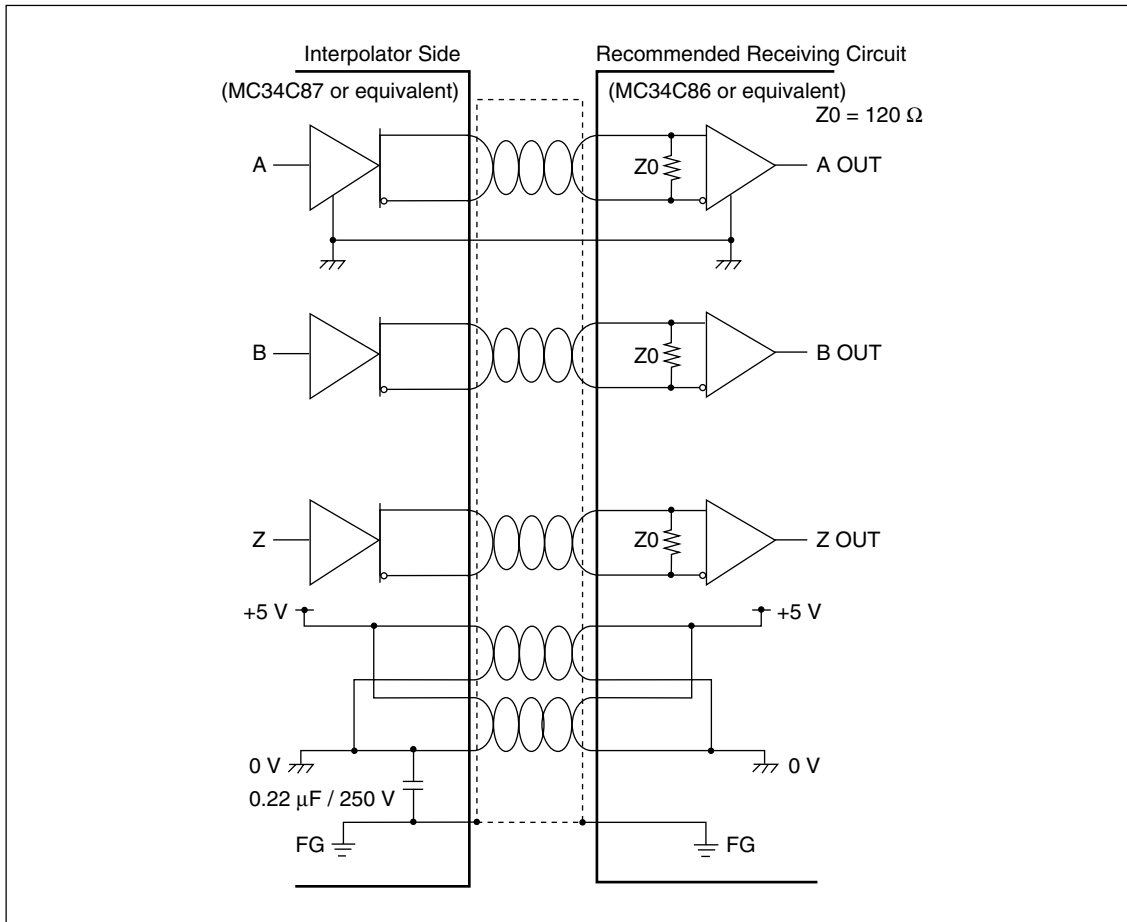 Interpolator Side
Recommended Receiving Circuit
(MC34C87 or equivalent)
(MC34C86 or equivalent)
Z0 = 120 Ω
A
Z0
A OUT
B
Z0
B OUT
Z
Z0
Z OUT
+5 V
+5 V
0 V
0 V
0.22 μF / 250 V
FG
FG